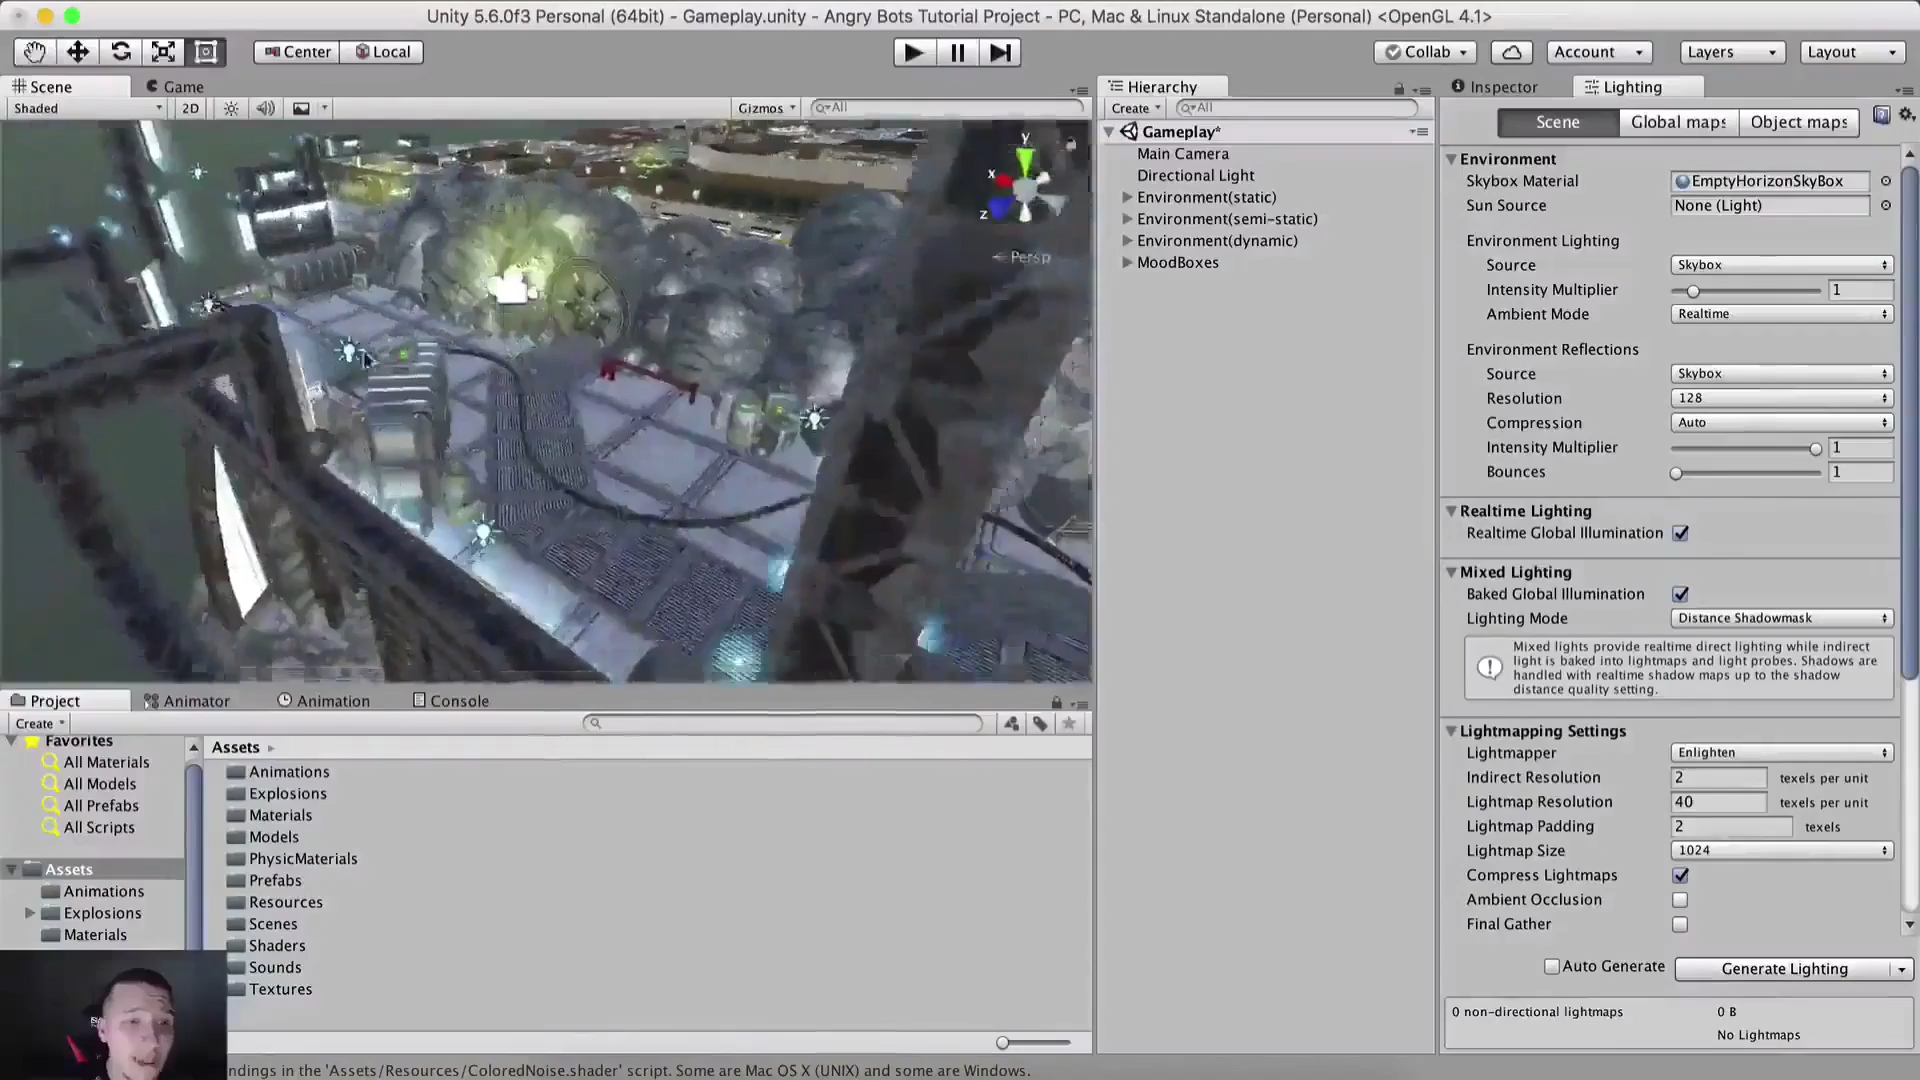 Unity 5.6.0f3 Personal (64bit) - Gameplay.unity - Angry Bots Tutorial Project - PC, Mac & Linux Standalone (Personal) <OpenGL 4.1>
Center Local Collab Account Layers Layout
Scene Game
Shaded 2D Gizmos All
y
x
z
Persp
Hierarchy
Create All
Gameplay*
Main Camera
Directional Light
Environment(static)
Environment(semi-static)
Environment(dynamic)
MoodBoxes
Inspector Lighting
Scene Global maps Object maps
Environment
Skybox Material EmptyHorizonSkyBox
Sun Source None (Light)
Environment Lighting
Source Skybox
Intensity Multiplier 1
Ambient Mode Realtime
Environment Reflections
Source Skybox
Resolution 128
Compression Auto
Intensity Multiplier 1
Bounces 1
Realtime Lighting
Realtime Global Illumination
Mixed Lighting
Baked Global Illumination
Lighting Mode Distance Shadowmask
Mixed lights provide realtime direct lighting while indirect
light is baked into lightmaps and light probes. Shadows are
handled with realtime shadow maps up to the shadow
distance quality setting.
Lightmapping Settings
Lightmapper Enlighten
Indirect Resolution 2 texels per unit
Lightmap Resolution 40 texels per unit
Lightmap Padding 2 texels
Lightmap Size 1024
Compress Lightmaps
Ambient Occlusion
Final Gather
Auto Generate Generate Lighting
0 non-directional lightmaps 0 B
No Lightmaps
Project Animator Animation Console
Create
Favorites
All Materials
All Models
All Prefabs
All Scripts
Assets
Animations
Explosions
Materials
Assets
Animations
Explosions
Materials
Models
PhysicMaterials
Prefabs
Resources
Scenes
Shaders
Sounds
Textures
ndings in the 'Assets/Resources/ColoredNoise.shader' script. Some are Mac OS X (UNIX) and some are Windows.